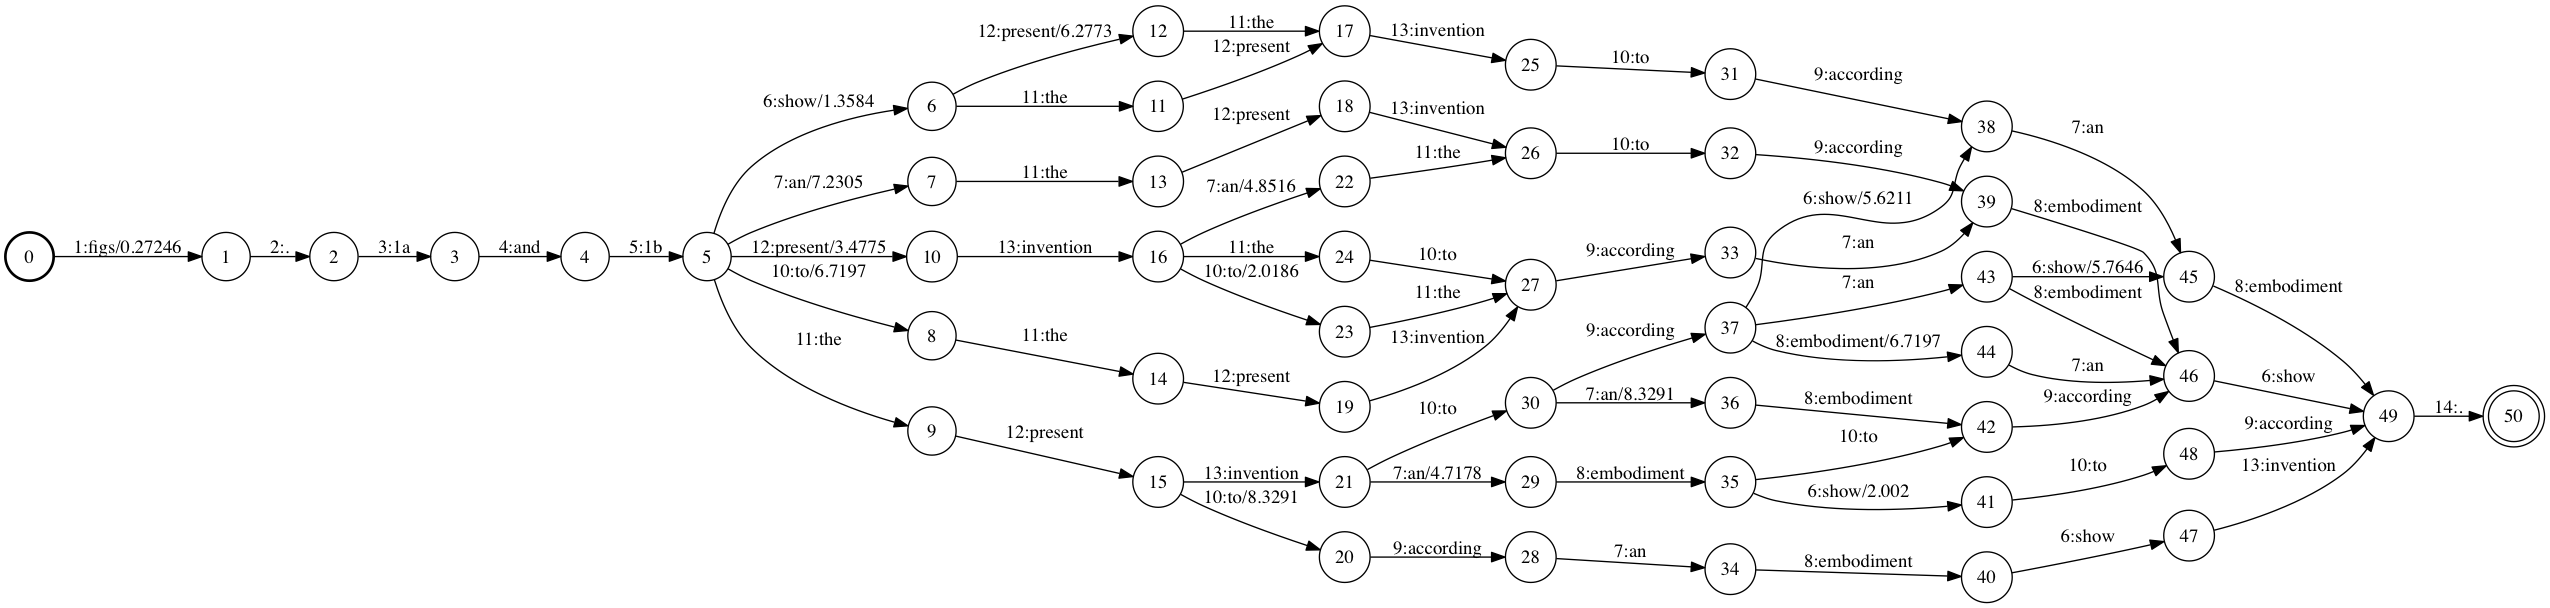 0
1:figs/0.27246
1
2:.
2
3:1a
3
4:and
4
5:1b
5
6:show/1.3584
7:an/7.2305
12:present/3.4775
10:to/6.7197
11:the
6
7
10
8
9
12:present/6.2773
11:the
11:the
13:invention
11:the
12:present
12
11
13
16
14
15
11:the
12:present
12:present
7:an/4.8516
11:the
10:to/2.0186
12:present
13:invention
10:to/8.3291
17
18
22
24
23
19
21
20
13:invention
13:invention
11:the
10:to
11:the
13:invention
10:to
7:an/4.7178
9:according
25
26
27
30
29
28
10:to
10:to
9:according
9:according
7:an/8.3291
8:embodiment
7:an
31
32
33
37
36
35
34
9:according
9:according
6:show/5.6211
7:an
7:an
8:embodiment/6.7197
8:embodiment
10:to
6:show/2.002
8:embodiment
38
39
43
44
42
41
40
7:an
8:embodiment
6:show/5.7646
8:embodiment
7:an
9:according
10:to
6:show
45
46
48
47
8:embodiment
6:show
9:according
13:invention
49
14:.
50